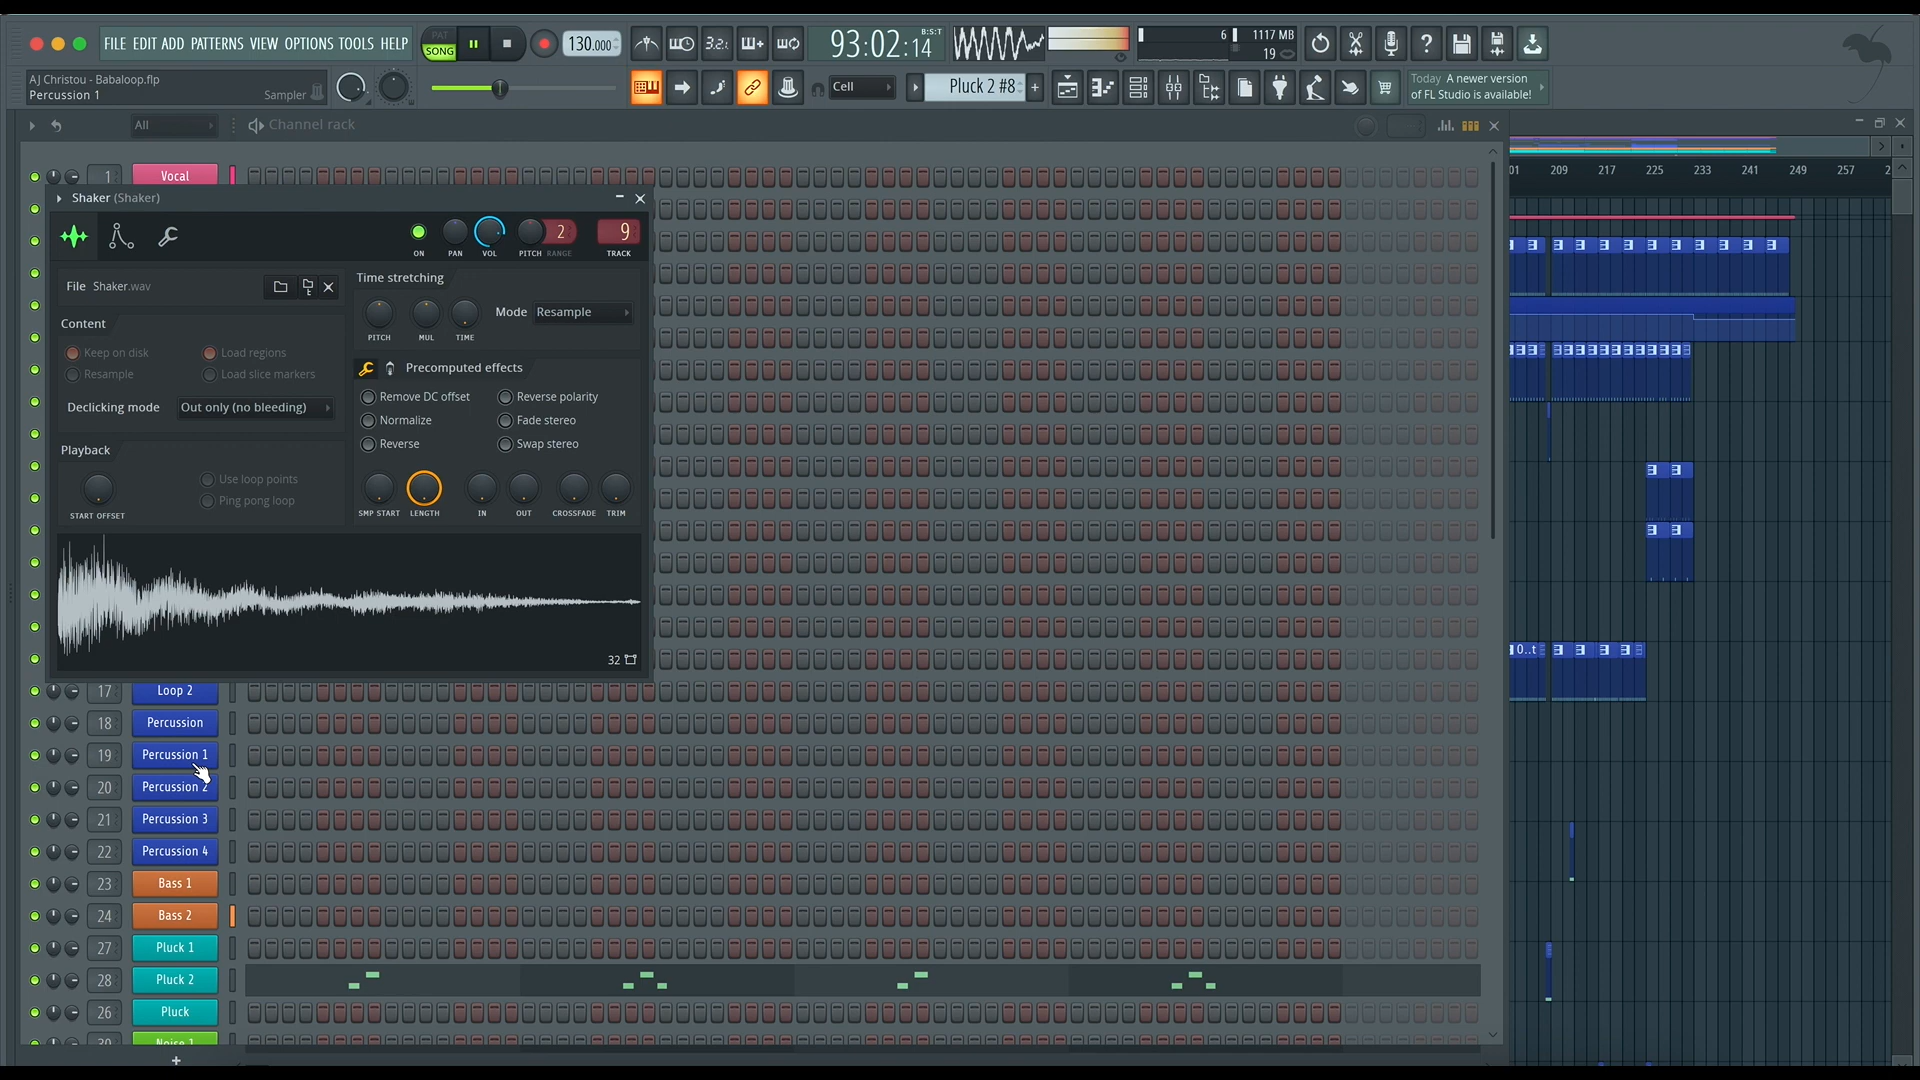 FILE EDIT ADD PATTERNS VIEW OPTIONS TOOLS HELP
PAT
SONG
130.000
3.2.
93:02:14
B:S:T
6
1117 MB
19
AJ Christou - Babaloop.flp
Percussion 1
Sampler
Cell
Pluck 2 #8
Today A newer version
of FL Studio is available!
All
Channel rack
1
Vocal
209 217 225 233 241 249 257
Shaker (Shaker)
2
9
ON PAN VOL PITCH RANGE TRACK
File Shaker.wav
Time stretching
PITCH MUL TIME
Mode Resample
Content
Keep on disk
Load regions
Resample
Load slice markers
Declicking mode Out only (no bleeding)
Precomputed effects
Remove DC offset
Reverse polarity
Normalize
Fade stereo
Reverse
Swap stereo
Playback
START OFFSET
Use loop points
Ping pong loop
SMP START LENGTH IN OUT CROSSFADE TRIM
32
0..t
17 Loop 2
18 Percussion
19 Percussion 1
20 Percussion 2
21 Percussion 3
22 Percussion 4
23 Bass 1
24 Bass 2
27 Pluck 1
28 Pluck 2
26 Pluck
30 Noise 1